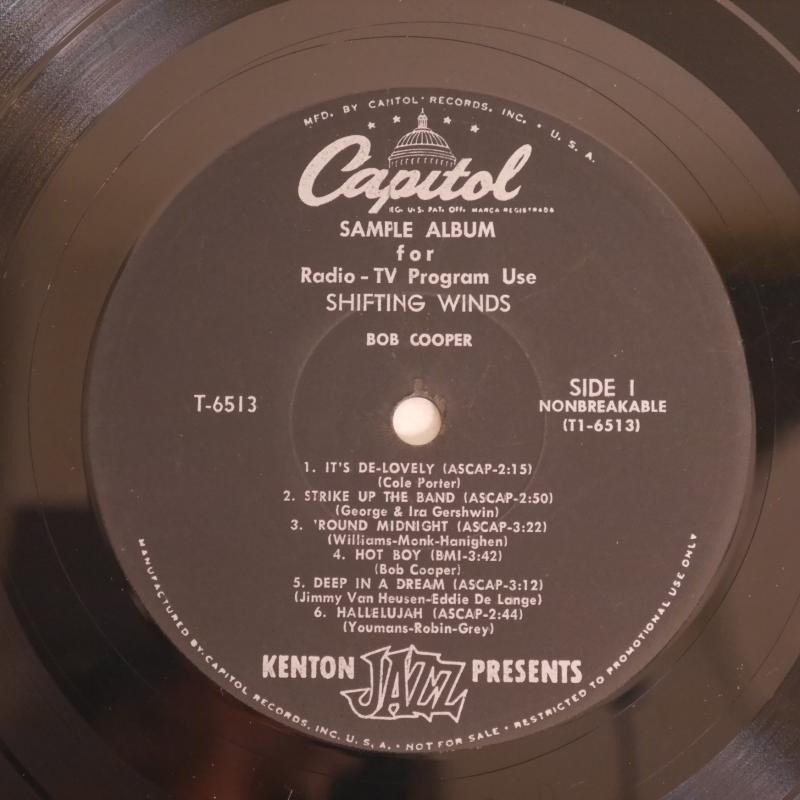 MFD. BY CAPITOL RECORDS, INC. • U. S. A.
Capitol
REG. U.S. PAT. OFF. MARCA REGISTRADA
SAMPLE ALBUM
for
Radio - TV Program Use
SHIFTING WINDS
BOB COOPER
T-6513
SIDE 1
NONBREAKABLE
(T1-6513)
1. IT'S DE-LOVELY (ASCAP-2:15)
(Cole Porter)
2. STRIKE UP THE BAND (ASCAP-2:50)
(George & Ira Gershwin)
3. 'ROUND MIDNIGHT (ASCAP-3:22)
(Williams-Monk-Hanighen)
4. HOT BOY (BMI-3:42)
(Bob Cooper)
5. DEEP IN A DREAM (ASCAP-3:12)
(Jimmy Van Heusen-Eddie De Lange)
6. HALLELUJAH (ASCAP-2:44)
(Youmans-Robin-Grey)
KENTON JAZZ PRESENTS
MANUFACTURED BY CAPITOL RECORDS, INC. U. S. A. • NOT FOR SALE • RESTRICTED TO PROMOTIONAL USE ONLY